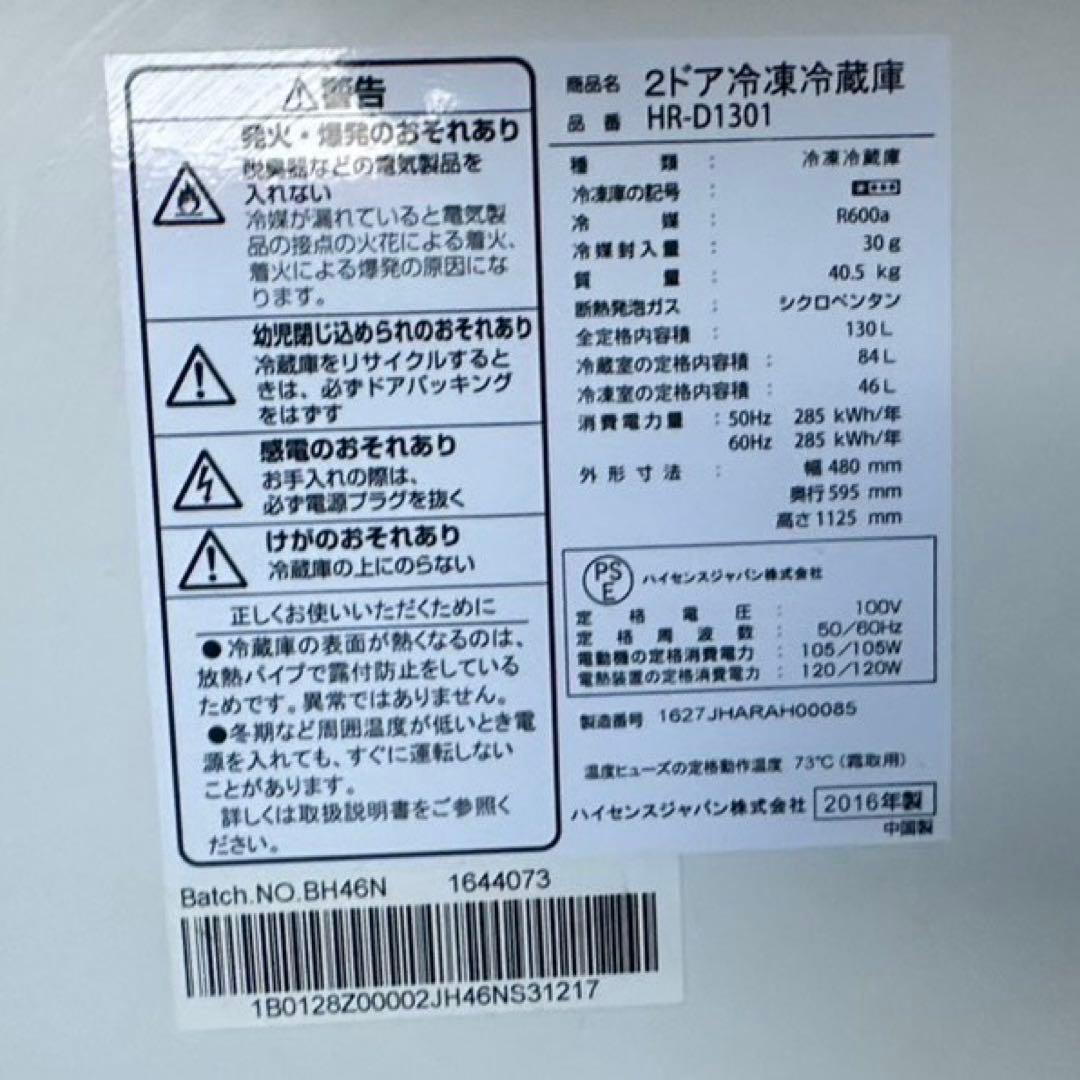 警告
発火・爆発のおそれあり
脱臭器などの電気製品を
入れない
冷媒が漏れていると電気製
品の接点の火花による着火、
着火による爆発の原因にな
ります。
幼児閉じ込められのおそれあり
冷蔵庫をリサイクルすると
きは、必ずドアパッキング
をはずす
感電のおそれあり
お手入れの際は、
必ず電源プラグを抜く
けがのおそれあり
冷蔵庫の上にのらない
正しくお使いいただくために
●冷蔵庫の表面が熱くなるのは、
放熱パイプで露付防止をしている
ためです。異常ではありません。
●冬期など周囲温度が低いとき電
源を入れても、すぐに運転しない
ことがあります。
詳しくは取扱説明書をご参照く
ださい。
商品名 2ドア冷凍冷蔵庫
品番 HR-D1301
種類 : 冷凍冷蔵庫
冷凍庫の記号 :
冷媒 : R600a
冷媒封入量 : 30 g
質量 : 40.5 kg
断熱発泡ガス : シクロペンタン
全定格内容積 : 130 L
冷蔵室の定格内容積 : 84 L
冷凍室の定格内容積 : 46 L
消費電力量 : 50Hz 285 kWh/年
60Hz 285 kWh/年
外形寸法 : 幅 480 mm
奥行 595 mm
高さ 1125 mm
PSE ハイセンスジャパン株式会社
定格電圧 : 100V
定格周波数 : 50/60Hz
電動機の定格消費電力 : 105/105W
電熱装置の定格消費電力 : 120/120W
製造番号 1627JHARAH00085
温度ヒューズの定格動作温度 73℃(霜取用)
ハイセンスジャパン株式会社 2016年製
中国製
Batch.NO.BH46N 1644073
1B0128Z00002JH46NS31217